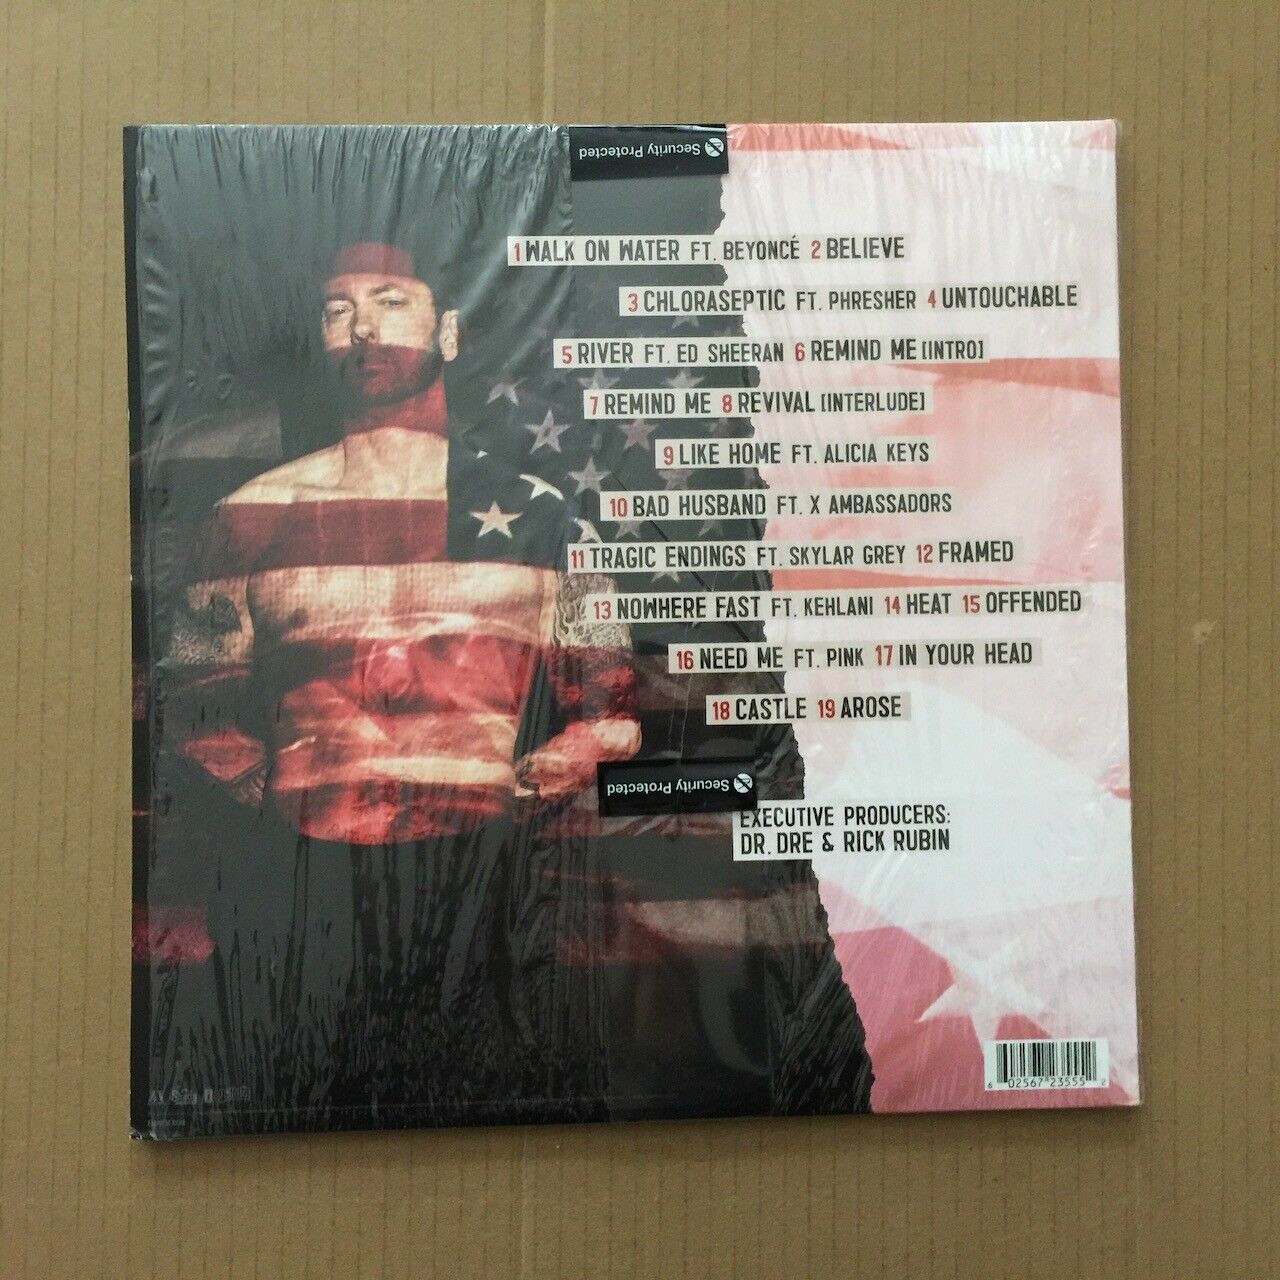 Security Protected
1 WALK ON WATER FT. BEYONCÉ 2 BELIEVE
3 CHLORASEPTIC FT. PHRESHER 4 UNTOUCHABLE
5 RIVER FT. ED SHEERAN 6 REMIND ME [INTRO]
7 REMIND ME 8 REVIVAL [INTERLUDE]
9 LIKE HOME FT. ALICIA KEYS
10 BAD HUSBAND FT. X AMBASSADORS
11 TRAGIC ENDINGS FT. SKYLAR GREY 12 FRAMED
13 NOWHERE FAST FT. KEHLANI 14 HEAT 15 OFFENDED
16 NEED ME FT. PINK 17 IN YOUR HEAD
18 CASTLE 19 AROSE
Security Protected
EXECUTIVE PRODUCERS:
DR. DRE & RICK RUBIN
6 02567 23555 2